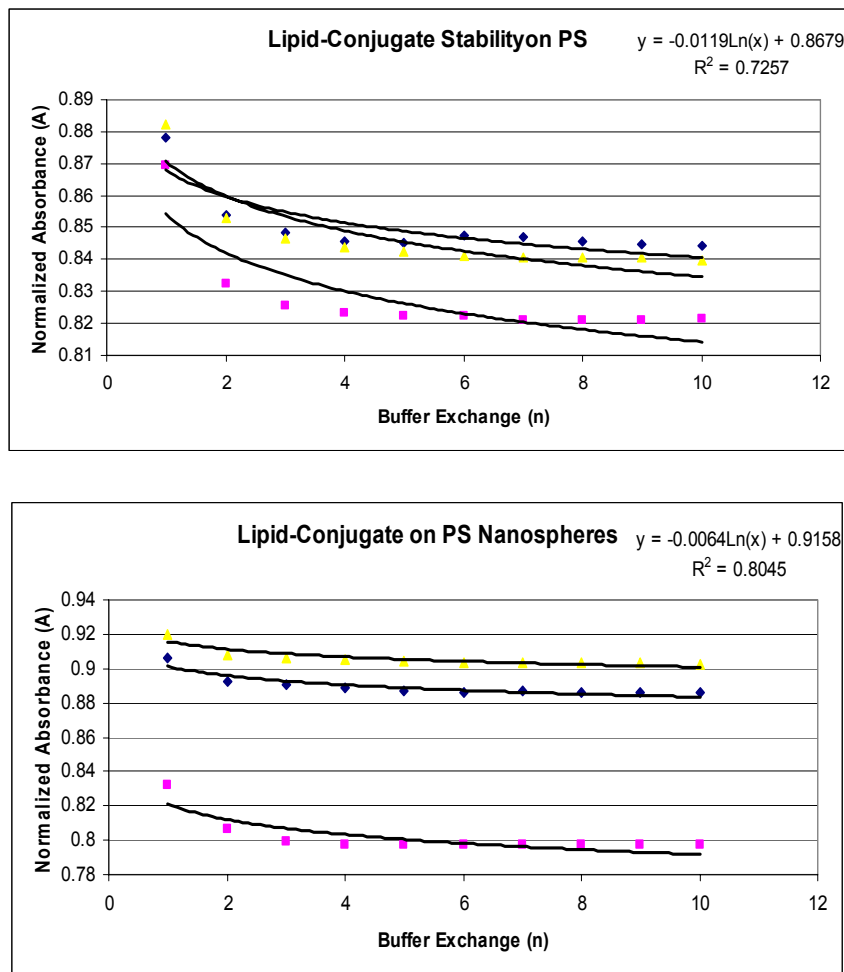 Lipid-Conjugate Stabilityon PS
y = -0.0119Ln(x) + 0.8679
R² = 0.7257
Normalized Absorbance (A)
0.89
0.88
0.87
0.86
0.85
0.84
0.83
0.82
0.81
0 2 4 6 8 10 12
Buffer Exchange (n)
Lipid-Conjugate on PS Nanospheres
y = -0.0064Ln(x) + 0.9158
R² = 0.8045
Normalized Absorbance (A)
0.94
0.92
0.9
0.88
0.86
0.84
0.82
0.8
0.78
0 2 4 6 8 10 12
Buffer Exchange (n)